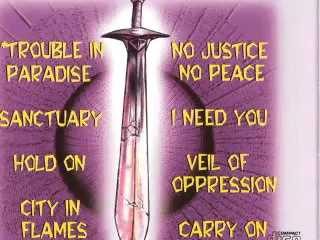 *TROUBLE IN
PARADISE
SANCTUARY
HOLD ON
CITY IN
FLAMES
NO JUSTICE
NO PEACE
I NEED YOU
VEIL OF
OPPRESSION
CARRY ON
COMPACT